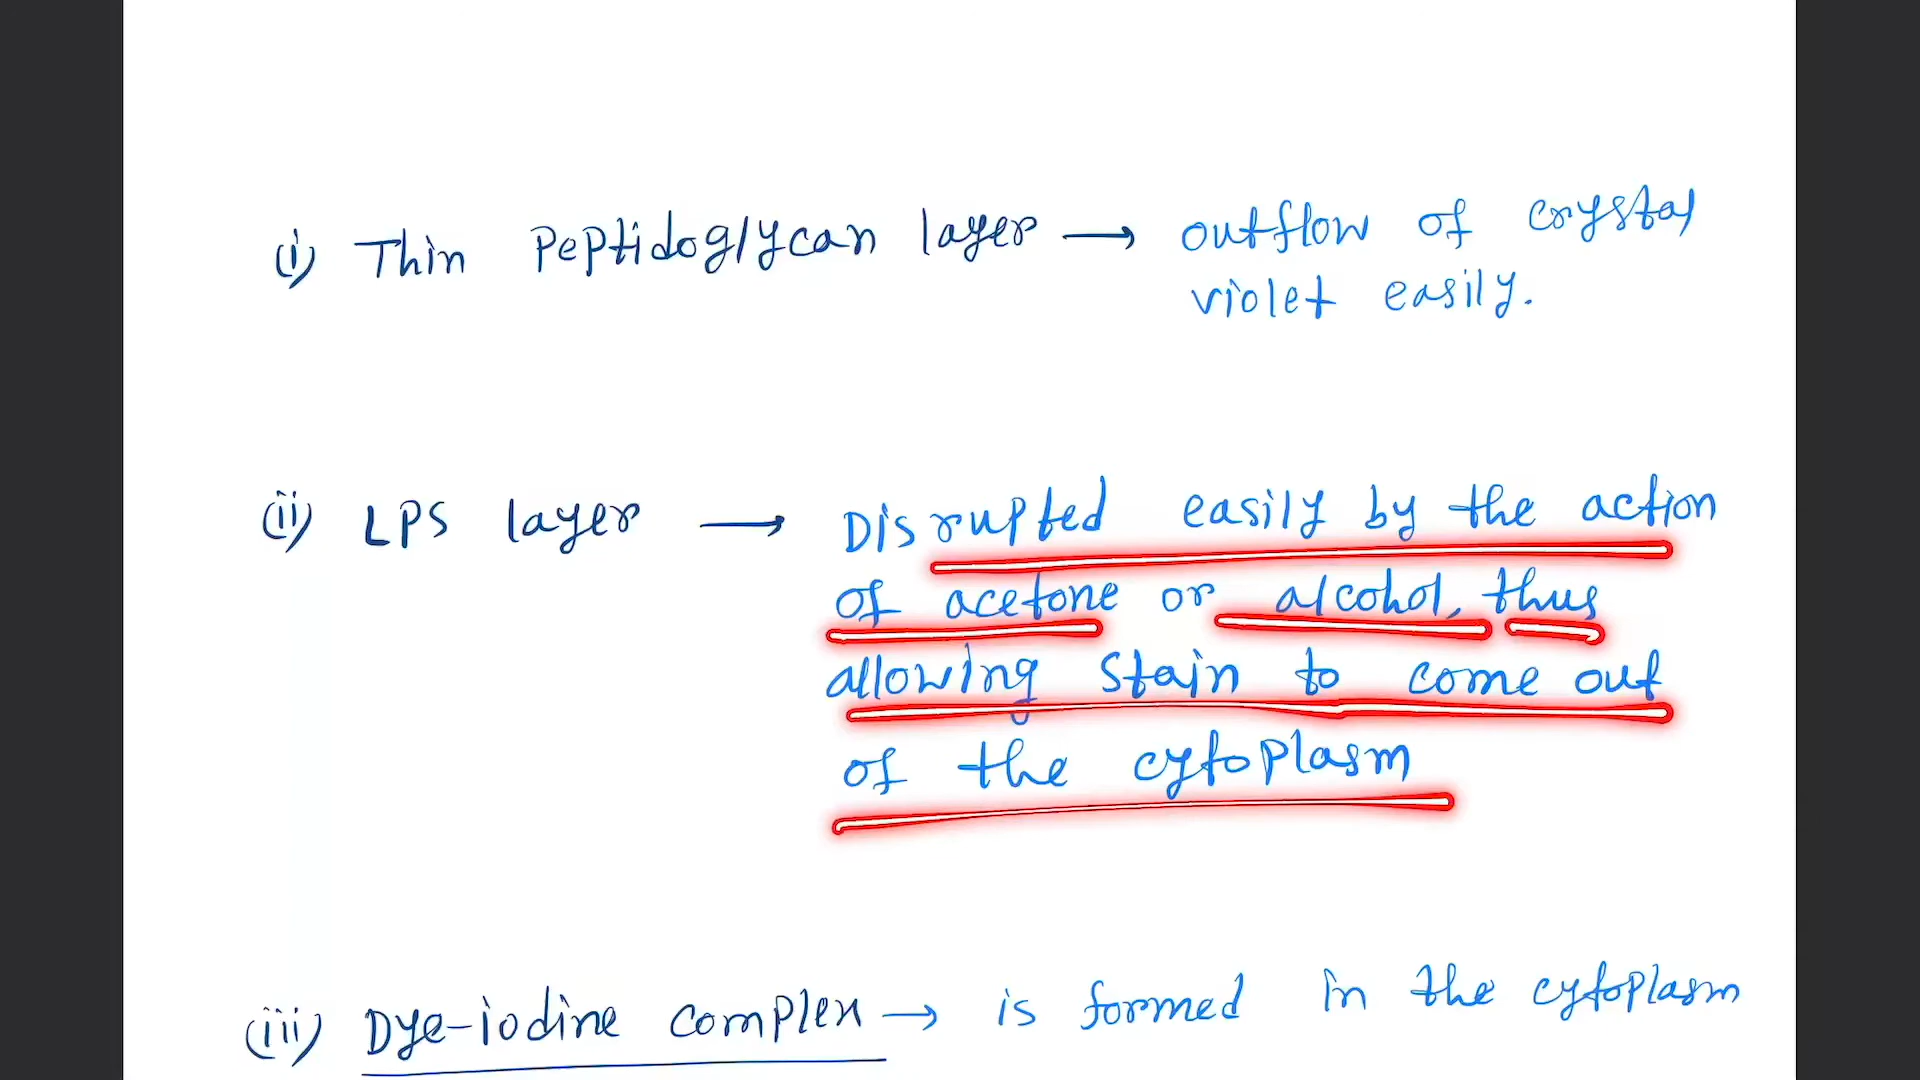 (i) Thin Peptidoglycan layer → outflow of crystal
violet easily.
(ii) LPS layer → Disrupted easily by the action
of acetone or alcohol, thus
allowing stain to come out
of the cytoplasm
(iii) Dye-iodine complex → is formed in the cytoplasm